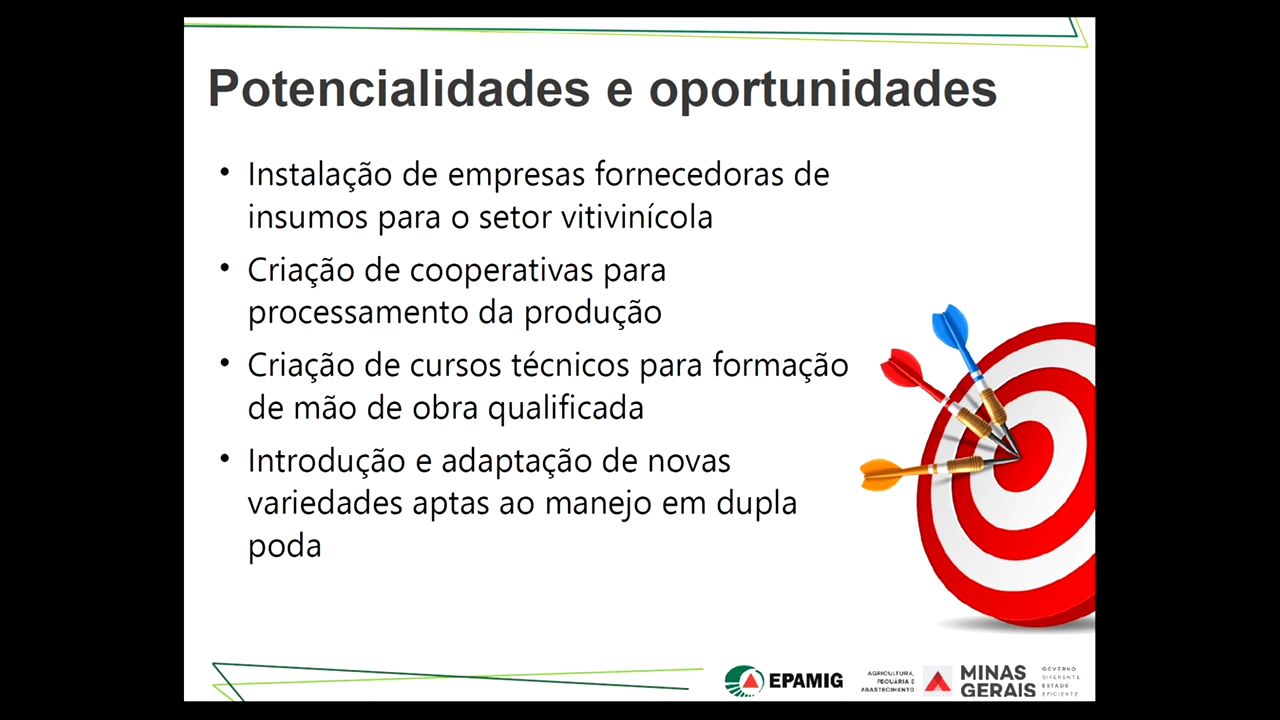 Potencialidades e oportunidades
• Instalação de empresas fornecedoras de
insumos para o setor vitivinícola
• Criação de cooperativas para
processamento da produção
• Criação de cursos técnicos para formação
de mão de obra qualificada
• Introdução e adaptação de novas
variedades aptas ao manejo em dupla
poda
EPAMIG
AGRICULTURA,
PECUÁRIA E
ABASTECIMENTO
MINAS
GERAIS
GOVERNO
DIFERENTE
ESTADO
EFICIENTE